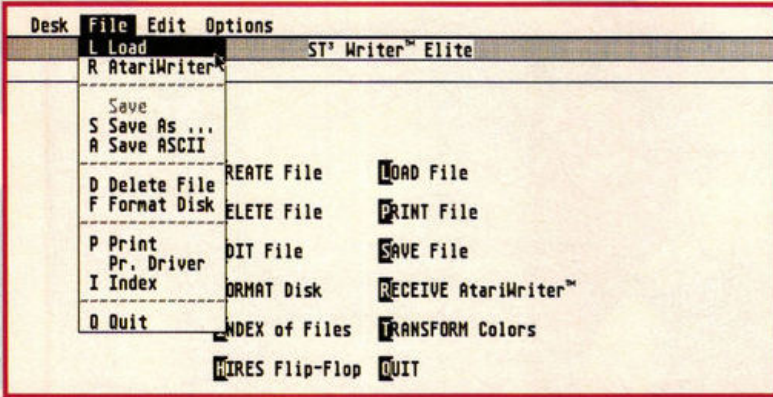 Desk File Edit Options
ST³ Writer™ Elite
L Load
R AtariWriter
Save
S Save As ...
A Save ASCII
D Delete File
F Format Disk
P Print
Pr. Driver
I Index
Q Quit
REATE File
LOAD File
ELETE File
PRINT File
DIT File
SAVE File
ORMAT Disk
RECEIVE AtariWriter™
NDEX of Files
TRANSFORM Colors
HIRES Flip-Flop
QUIT